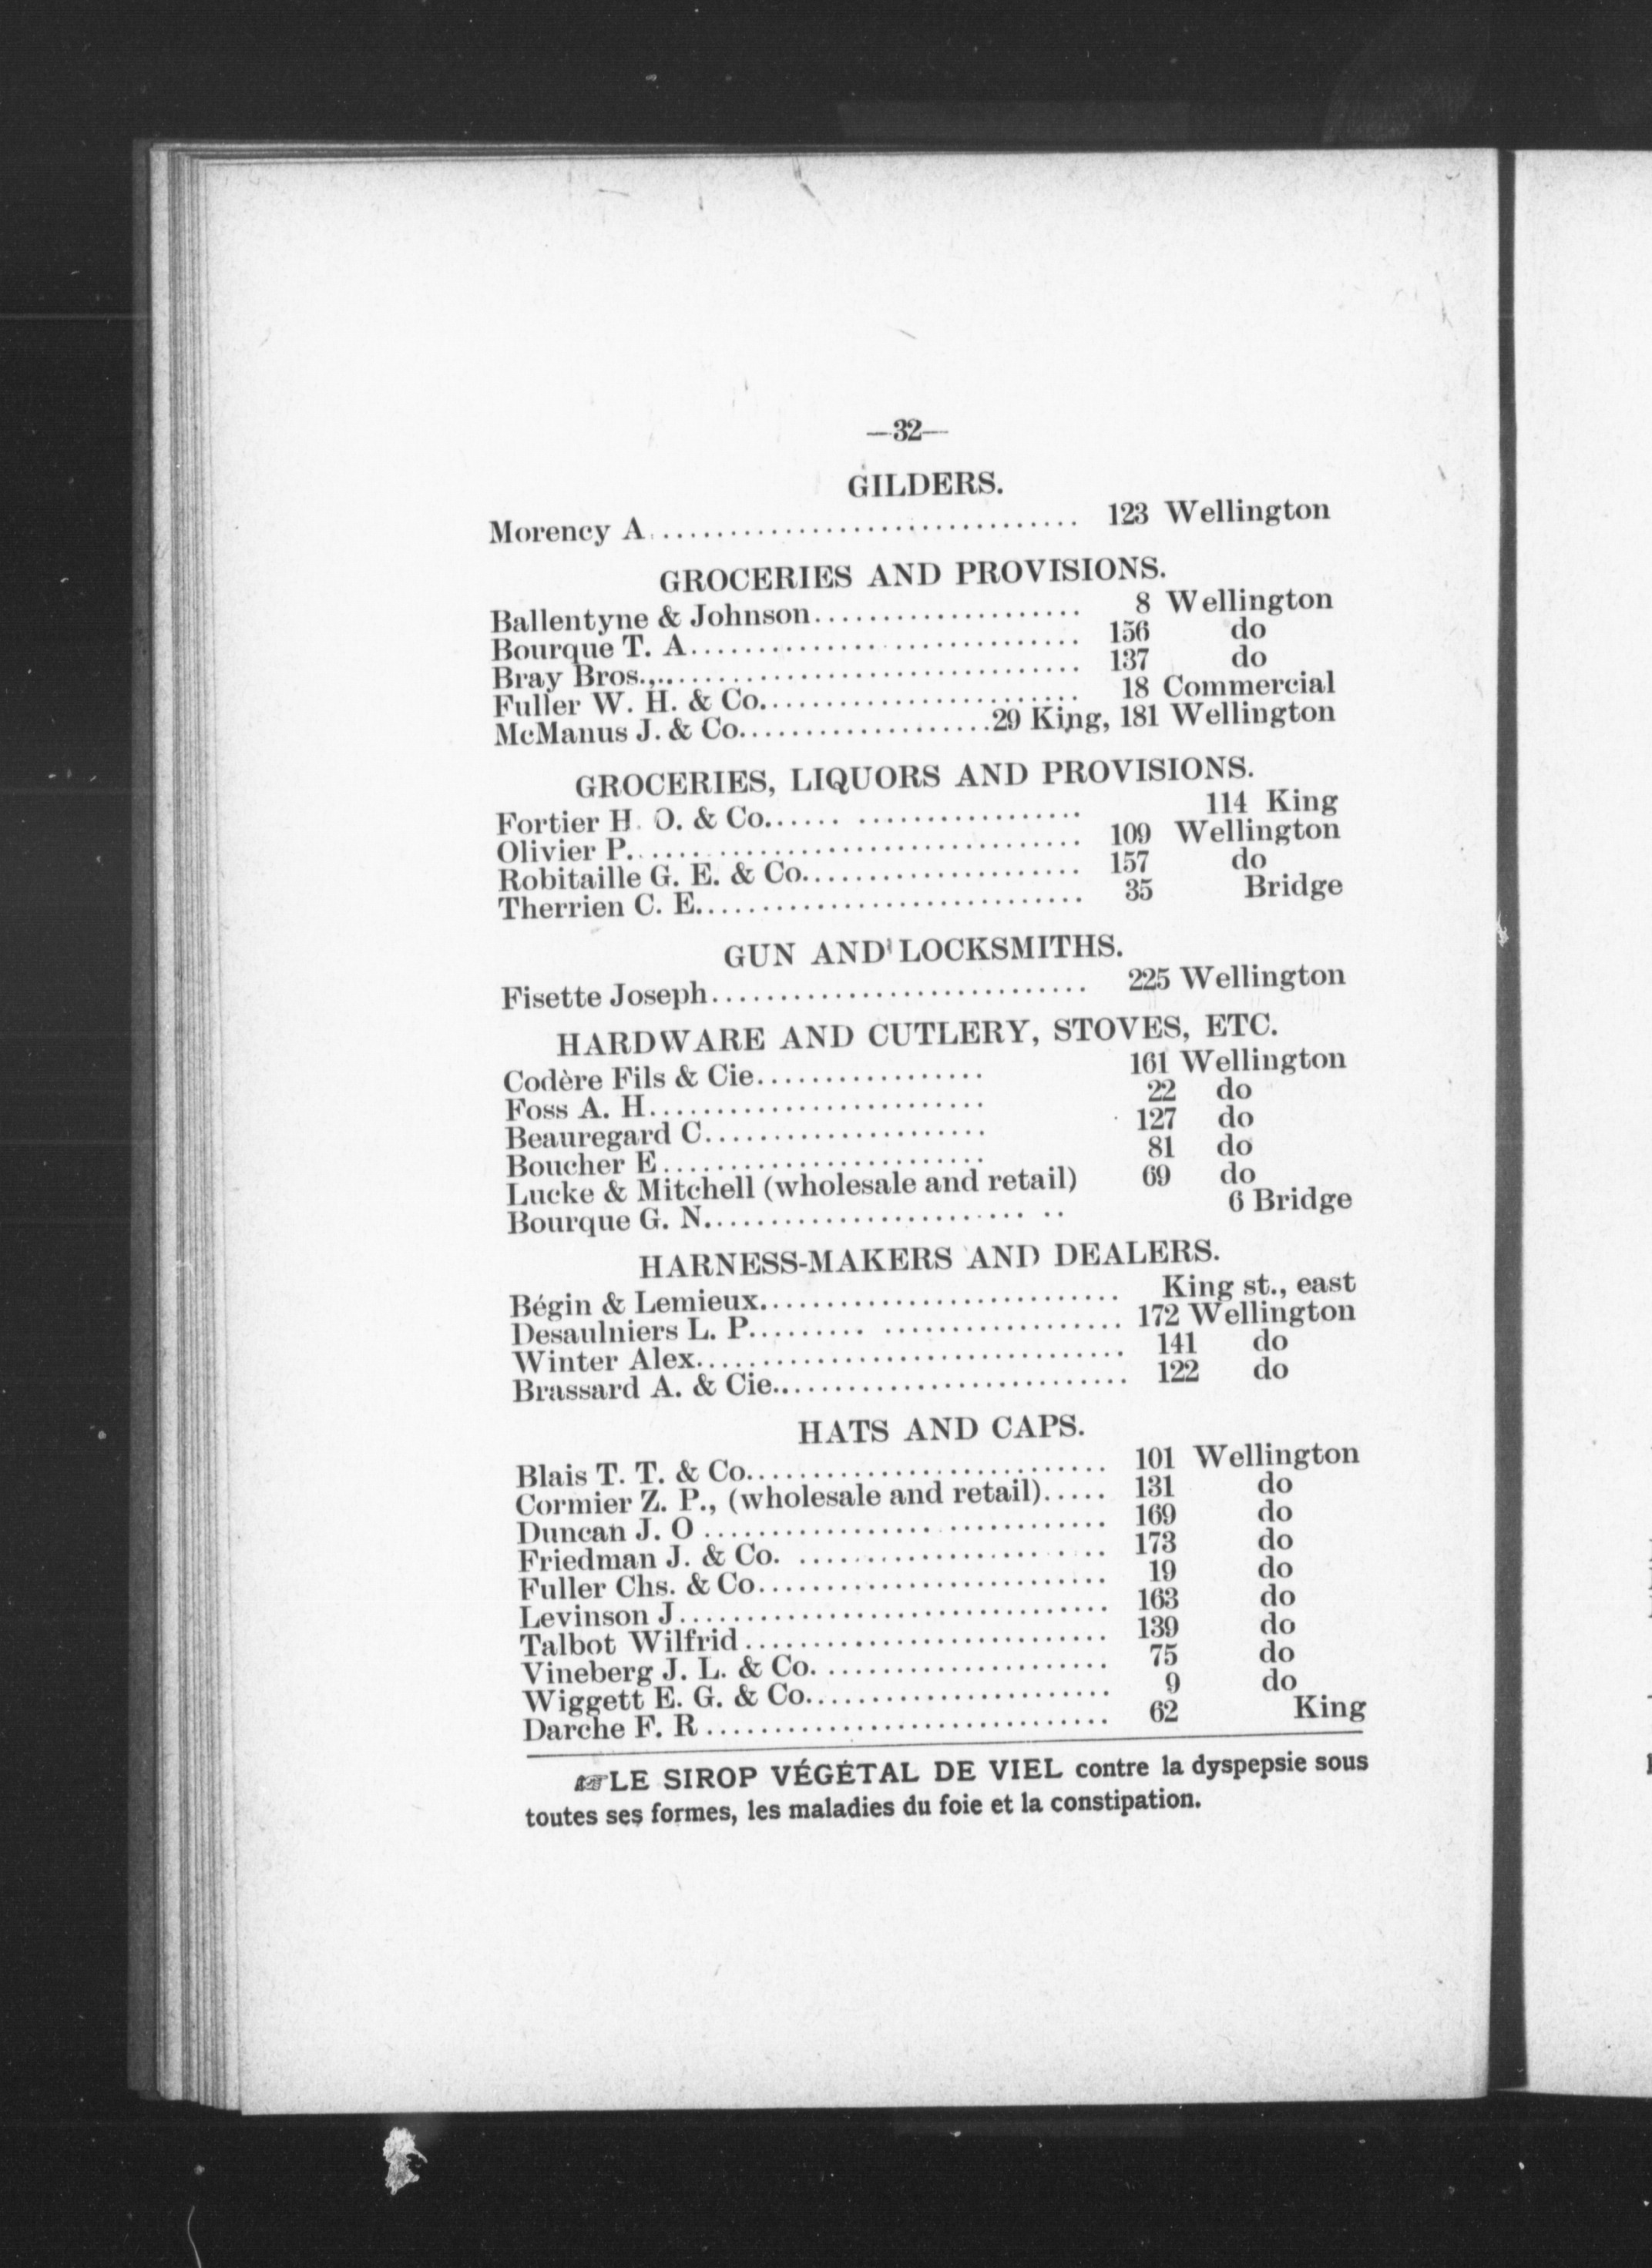 —32—
GILDERS.
Morency A................................ 123 Wellington
GROCERIES AND PROVISIONS.
Ballentyne & Johnson.................... 8 Wellington
Bourque T. A............................. 156 do
Bray Bros.,................................ 137 do
Fuller W. H. & Co........................ 18 Commercial
McManus J. & Co...................29 King, 181 Wellington
GROCERIES, LIQUORS AND PROVISIONS.
Fortier H. O. & Co...... ................. 114 King
Olivier P.................................. 109 Wellington
Robitaille G. E. & Co..................... 157 do
Therrien C. E............................. 35 Bridge
GUN AND LOCKSMITHS.
Fisette Joseph............................ 225 Wellington
HARDWARE AND CUTLERY, STOVES, ETC.
Codère Fils & Cie................. 161 Wellington
Foss A. H......................... 22 do
Beauregard C..................... 127 do
Boucher E........................ 81 do
Lucke & Mitchell (wholesale and retail) 69 do
Bourque G. N........................ .. 6 Bridge
HARNESS-MAKERS AND DEALERS.
Bégin & Lemieux........................... King st., east
Desaulniers L. P......... .................. 172 Wellington
Winter Alex................................ 141 do
Brassard A. & Cie........................... 122 do
HATS AND CAPS.
Blais T. T. & Co........................... 101 Wellington
Cormier Z. P., (wholesale and retail)..... 131 do
Duncan J. O .............................. 169 do
Friedman J. & Co. ....................... 173 do
Fuller Chs. & Co.......................... 19 do
Levinson J................................ 163 do
Talbot Wilfrid........................... 139 do
Vineberg J. L. & Co. ..................... 75 do
Wiggett E. G. & Co....................... 9 do
Darche F. R .............................. 62 King
☞LE SIROP VÉGÉTAL DE VIEL contre la dyspepsie sous
toutes ses formes, les maladies du foie et la constipation.